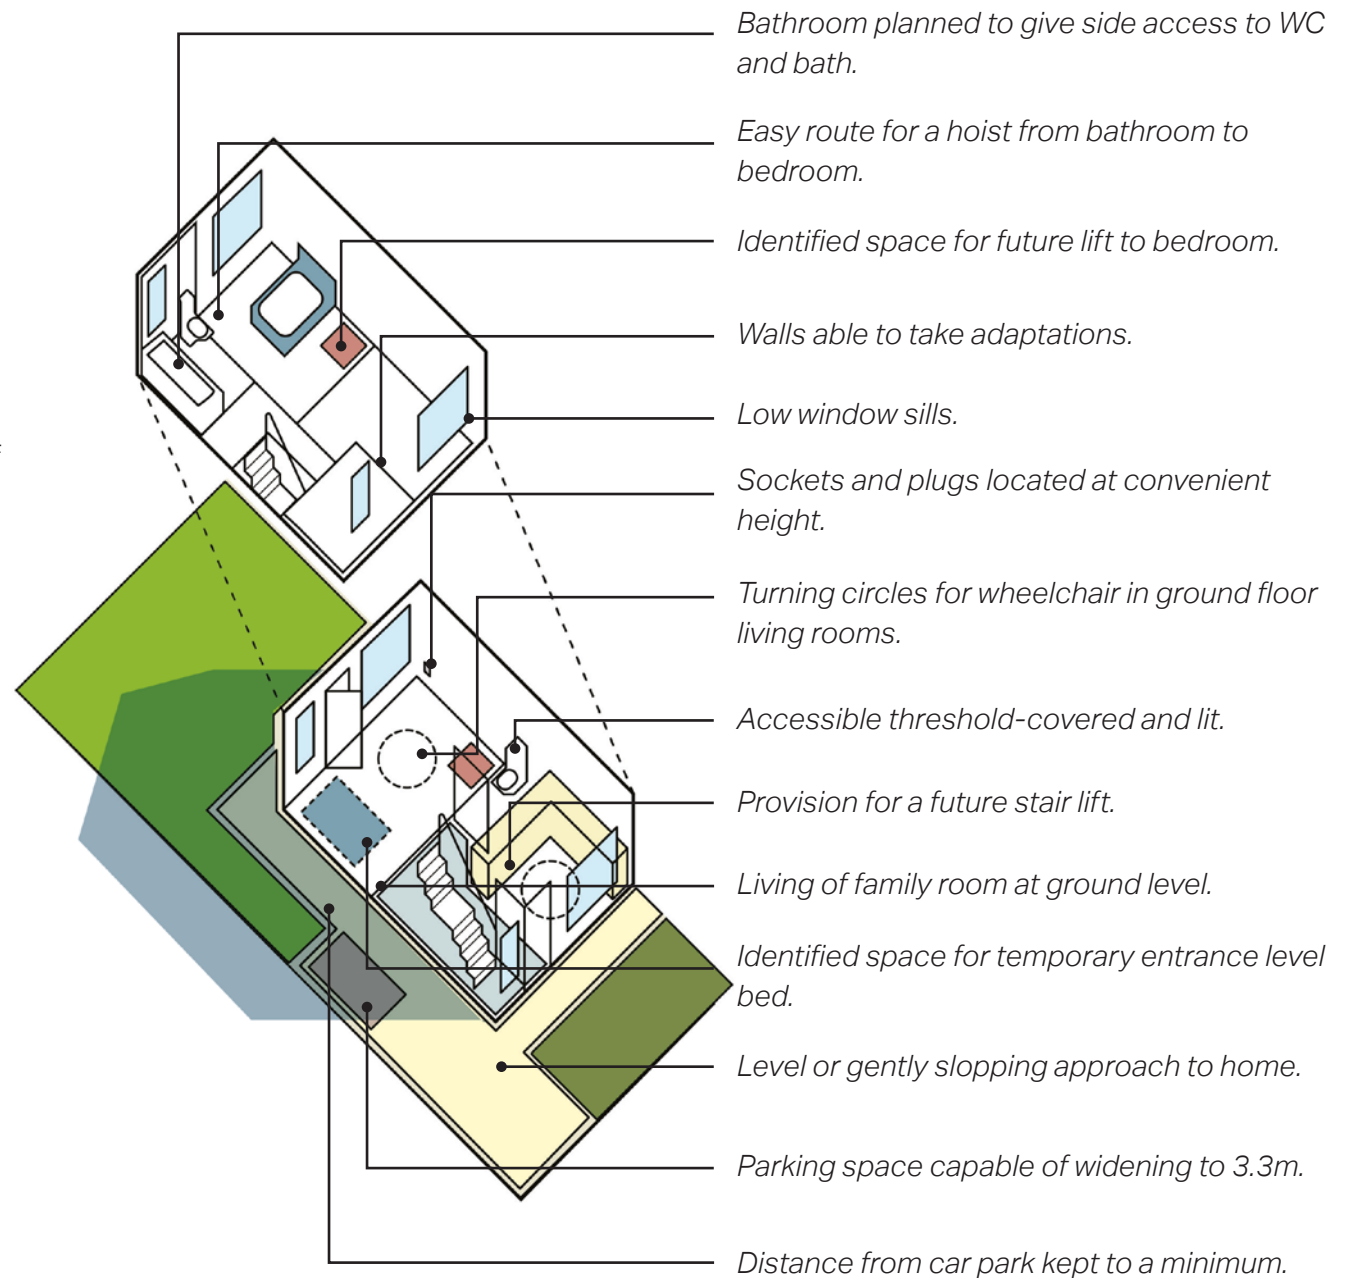 Bathroom planned to give side access to WC
and bath.
Easy route for a hoist from bathroom to
bedroom.
Identified space for future lift to bedroom.
Walls able to take adaptations.
Low window sills.
Sockets and plugs located at convenient
height.
Turning circles for wheelchair in ground floor
living rooms.
Accessible threshold-covered and lit.
Provision for a future stair lift.
Living of family room at ground level.
Identified space for temporary entrance level
bed.
Level or gently slopping approach to home.
Parking space capable of widening to 3.3m.
Distance from car park kept to a minimum.